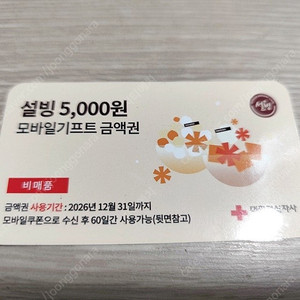 설빙
설빙 5,000원
모바일기프트 금액권
비매품
금액권 사용기간 : 2026년 12월 31일까지
모바일쿠폰으로 수신 후 60일간 사용가능(뒷면참고)